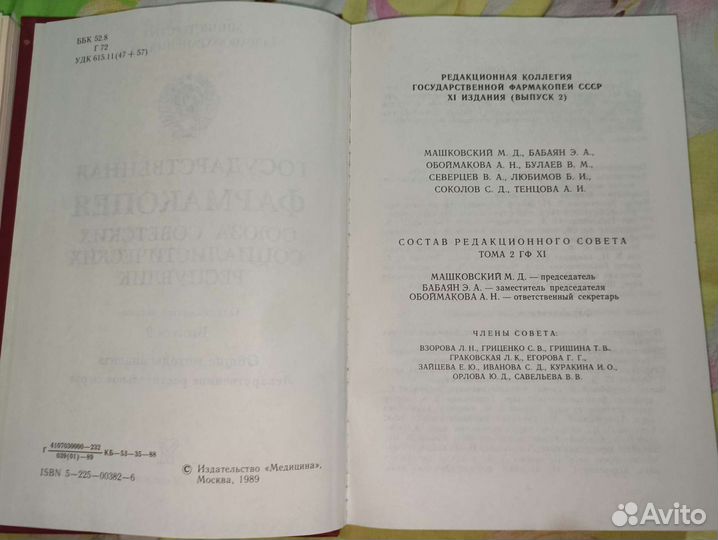 ББК 52.8
Г 72
УДК 615.11(47+57)
Г 4107030000—232
039(01)—89
КБ—53—35—88
ISBN 5—225—00382—6
© Издательство «Медицина»,
Москва, 1989
РЕДАКЦИОННАЯ КОЛЛЕГИЯ
ГОСУДАРСТВЕННОЙ ФАРМАКОПЕИ СССР
XI ИЗДАНИЯ (ВЫПУСК 2)
МАШКОВСКИЙ М. Д., БАБАЯН Э. А.,
ОБОЙМАКОВА А. Н., БУЛАЕВ В. М.,
СЕВЕРЦЕВ В. А., ЛЮБИМОВ Б. И.,
СОКОЛОВ С. Д., ТЕНЦОВА А. И.
СОСТАВ РЕДАКЦИОННОГО СОВЕТА
ТОМА 2 ГФ XI
МАШКОВСКИЙ М. Д. — председатель
БАБАЯН Э. А. — заместитель председателя
ОБОЙМАКОВА А. Н. — ответственный секретарь
ЧЛЕНЫ СОВЕТА:
ВЗОРОВА Л. Н., ГРИЦЕНКО С. В., ГРИШИНА Т. В.,
ГРАКОВСКАЯ Л. К., ЕГОРОВА Г. Г.,
ЗАЙЦЕВА Е. Ю., ИВАНОВА С. Д., КУРАКИНА И. О.,
ОРЛОВА Ю. Д., САВЕЛЬЕВА В. В.
Avito